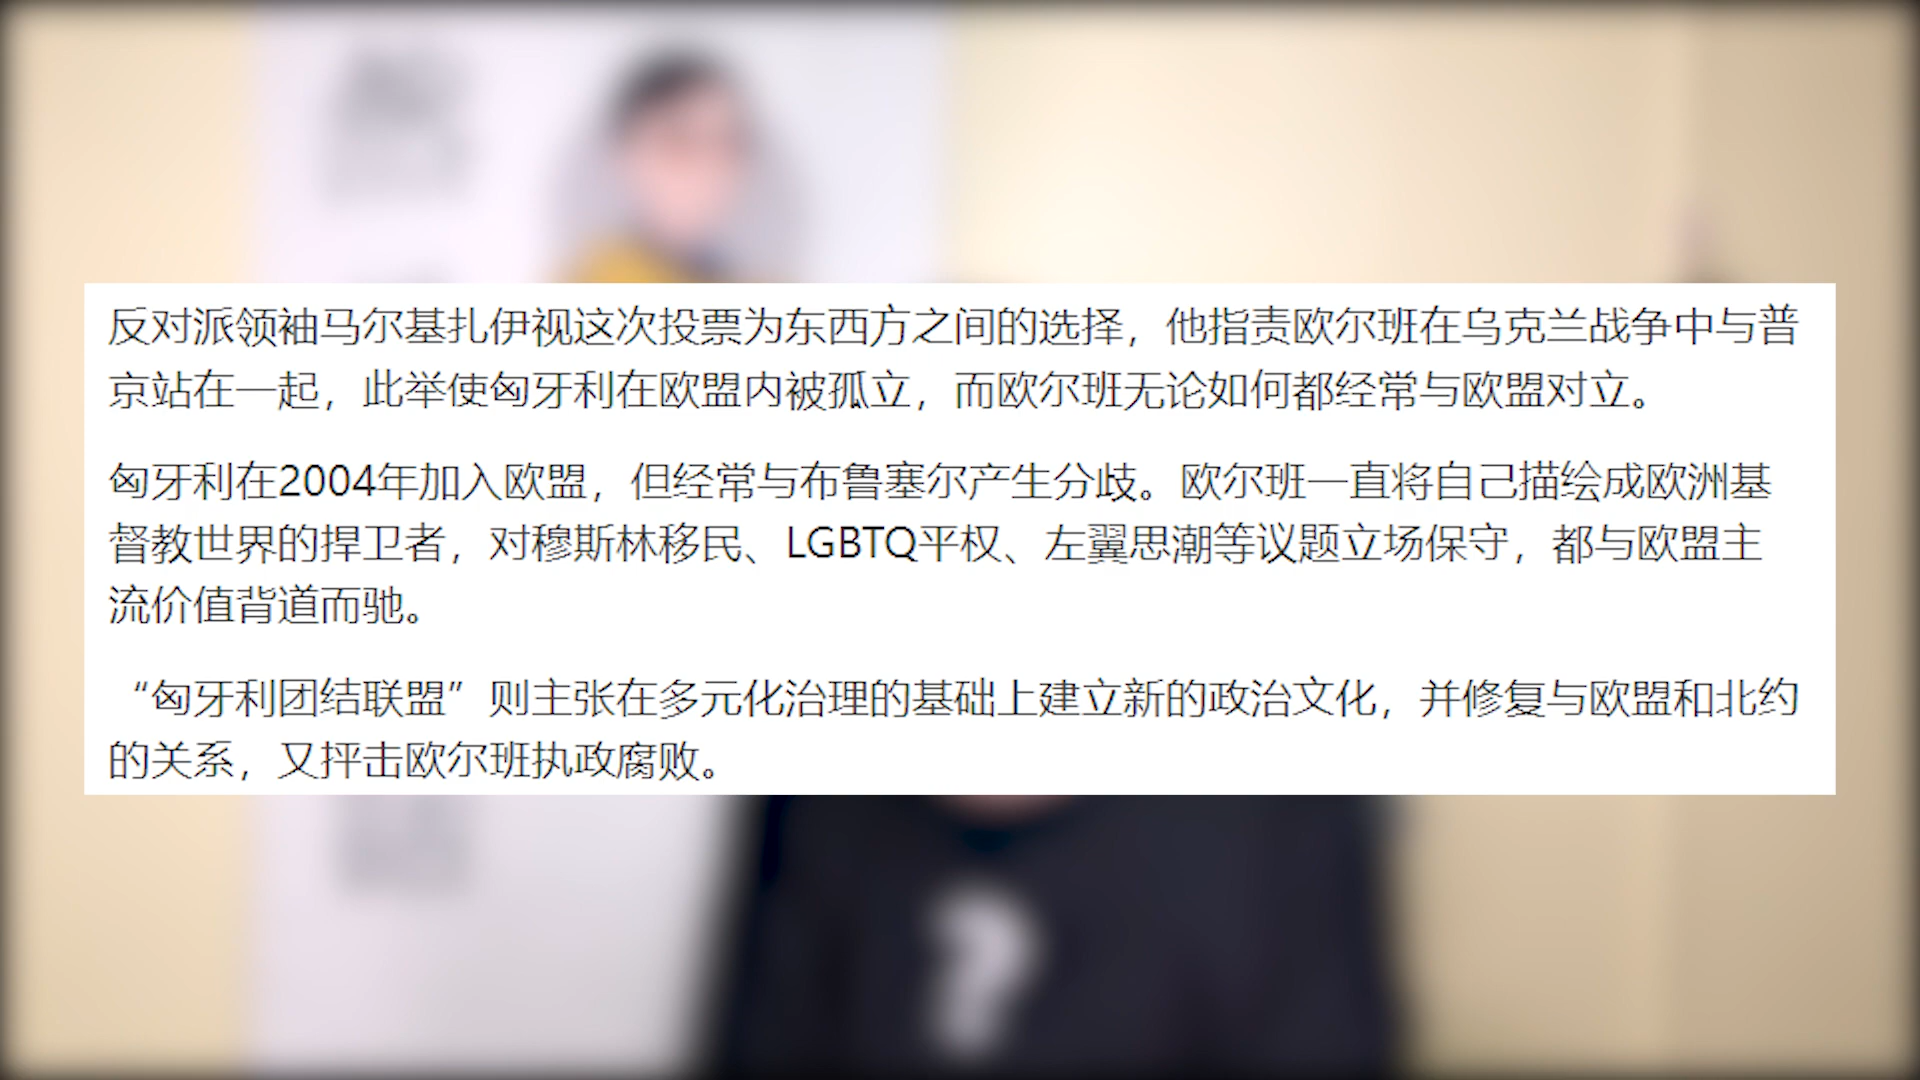 反对派领袖马尔基扎伊视这次投票为东西方之间的选择，他指责欧尔班在乌克兰战争中与普
京站在一起，此举使匈牙利在欧盟内被孤立，而欧尔班无论如何都经常与欧盟对立。
匈牙利在2004年加入欧盟，但经常与布鲁塞尔产生分歧。欧尔班一直将自己描绘成欧洲基
督教世界的捍卫者，对穆斯林移民、LGBTQ平权、左翼思潮等议题立场保守，都与欧盟主
流价值背道而驰。
“匈牙利团结联盟”则主张在多元化治理的基础上建立新的政治文化，并修复与欧盟和北约
的关系，又抨击欧尔班执政腐败。